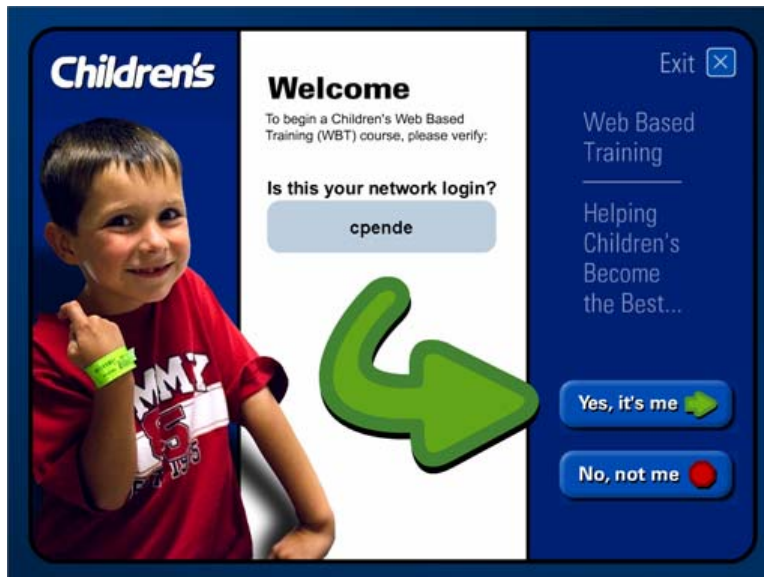 Children's
Welcome
To begin a Children's Web Based
Training (WBT) course, please verify:
Is this your network login?
cpende
Exit
Web Based
Training
Helping
Children's
Become
the Best...
Yes, it's me
No, not me